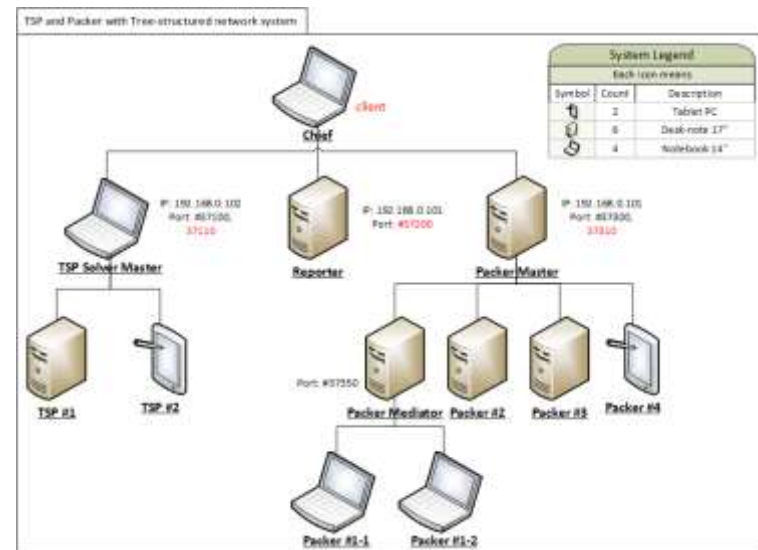 TSP and Packer with Tree-structured network system
System Legend
Each icon means
Symbol Count Description
2 Tablet PC
6 Desk-note 17"
4 Notebook 14"
client
Chief
IP: 192.168.0.102
Port: #37100,
37110
TSP Solver Master
IP: 192.168.0.101
Port: #37200
Reporter
IP: 192.168.0.101
Port: #37300,
37310
Packer Master
TSP #1
TSP #2
Port: #37550
Packer Mediator
Packer #2
Packer #3
Packer #4
Packer #1-1
Packer #1-2